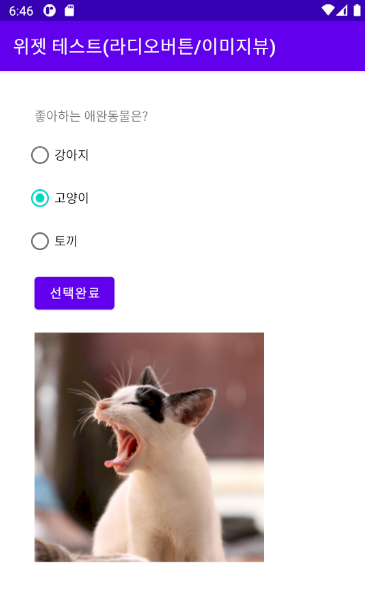 6:46
위젯 테스트(라디오버튼/이미지뷰)
좋아하는 애완동물은?
강아지
고양이
토끼
선택완료